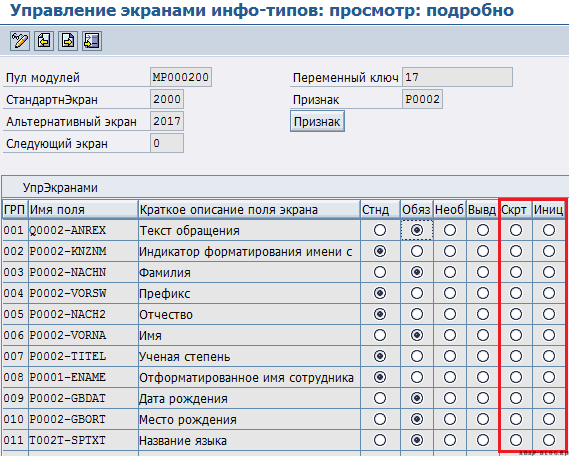 Управление экранами инфо-типов: просмотр: подробно
Пул модулей MP000200 Переменный ключ 17
СтандартнЭкран 2000 Признак P0002
Альтернативный экран 2017 Признак
Следующий экран 0
УпрЭкранами
ГРП Имя поля Краткое описание поля экрана Стнд Обяз Необ Вывд Скрт Иниц
001 Q0002-ANREX Текст обращения
002 P0002-KNZNM Индикатор форматирования имени с
003 P0002-NACHN Фамилия
004 P0002-VORSW Префикс
005 P0002-NACH2 Отчество
006 P0002-VORNA Имя
007 P0002-TITEL Ученая степень
008 P0001-ENAME Отформатированное имя сотрудника
009 P0002-GBDAT Дата рождения
010 P0002-GBORT Место рождения
011 T002T-SPTXT Название языка